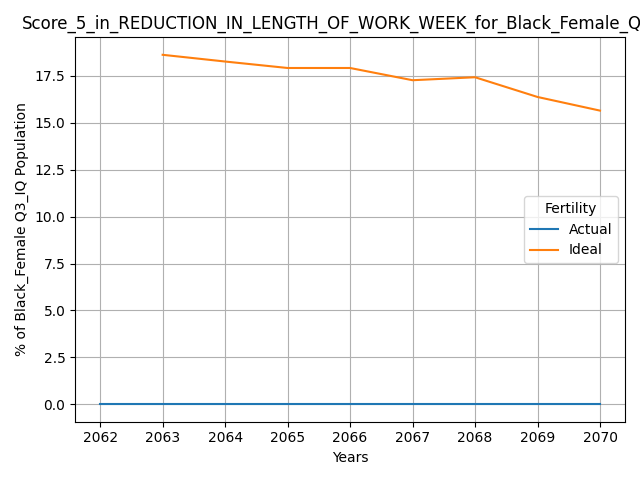 Score_5_in_REDUCTION_IN_LENGTH_OF_WORK_WEEK_for_Black_Female_Q
% of Black_Female Q3_IQ Population
17.5
15.0
12.5
10.0
7.5
5.0
2.5
0.0
Fertility
Actual
Ideal
2062 2063 2064 2065 2066 2067 2068 2069 2070
Years